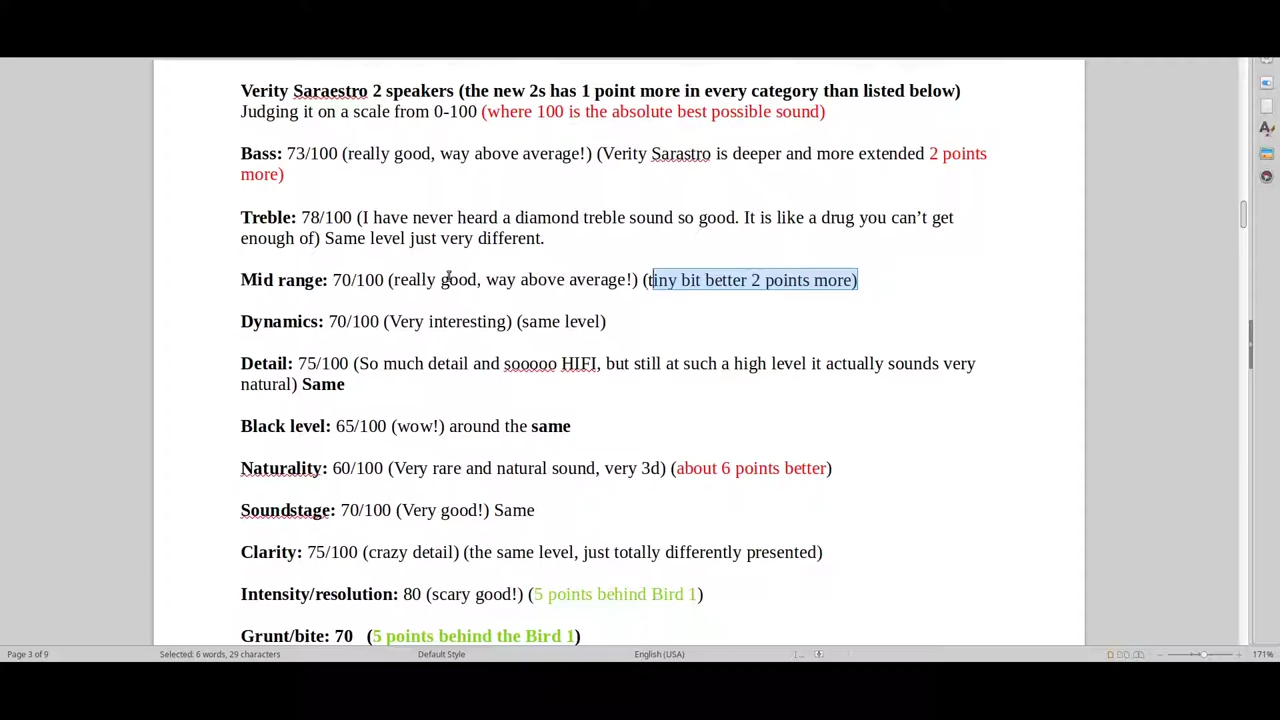 Verity Saraestro 2 speakers (the new 2s has 1 point more in every category than listed below)
Judging it on a scale from 0-100 (where 100 is the absolute best possible sound)
Bass: 73/100 (really good, way above average!) (Verity Sarastro is deeper and more extended 2 points
more)
Treble: 78/100 (I have never heard a diamond treble sound so good. It is like a drug you can’t get
enough of) Same level just very different.
Mid range: 70/100 (really good, way above average!) (tiny bit better 2 points more)
Dynamics: 70/100 (Very interesting) (same level)
Detail: 75/100 (So much detail and sooooo HIFI, but still at such a high level it actually sounds very
natural) Same
Black level: 65/100 (wow!) around the same
Naturality: 60/100 (Very rare and natural sound, very 3d) (about 6 points better)
Soundstage: 70/100 (Very good!) Same
Clarity: 75/100 (crazy detail) (the same level, just totally differently presented)
Intensity/resolution: 80 (scary good!) (5 points behind Bird 1)
Grunt/bite: 70 (5 points behind the Bird 1)
Page 3 of 9 Selected: 6 words, 29 characters Default Style English (USA) 171%